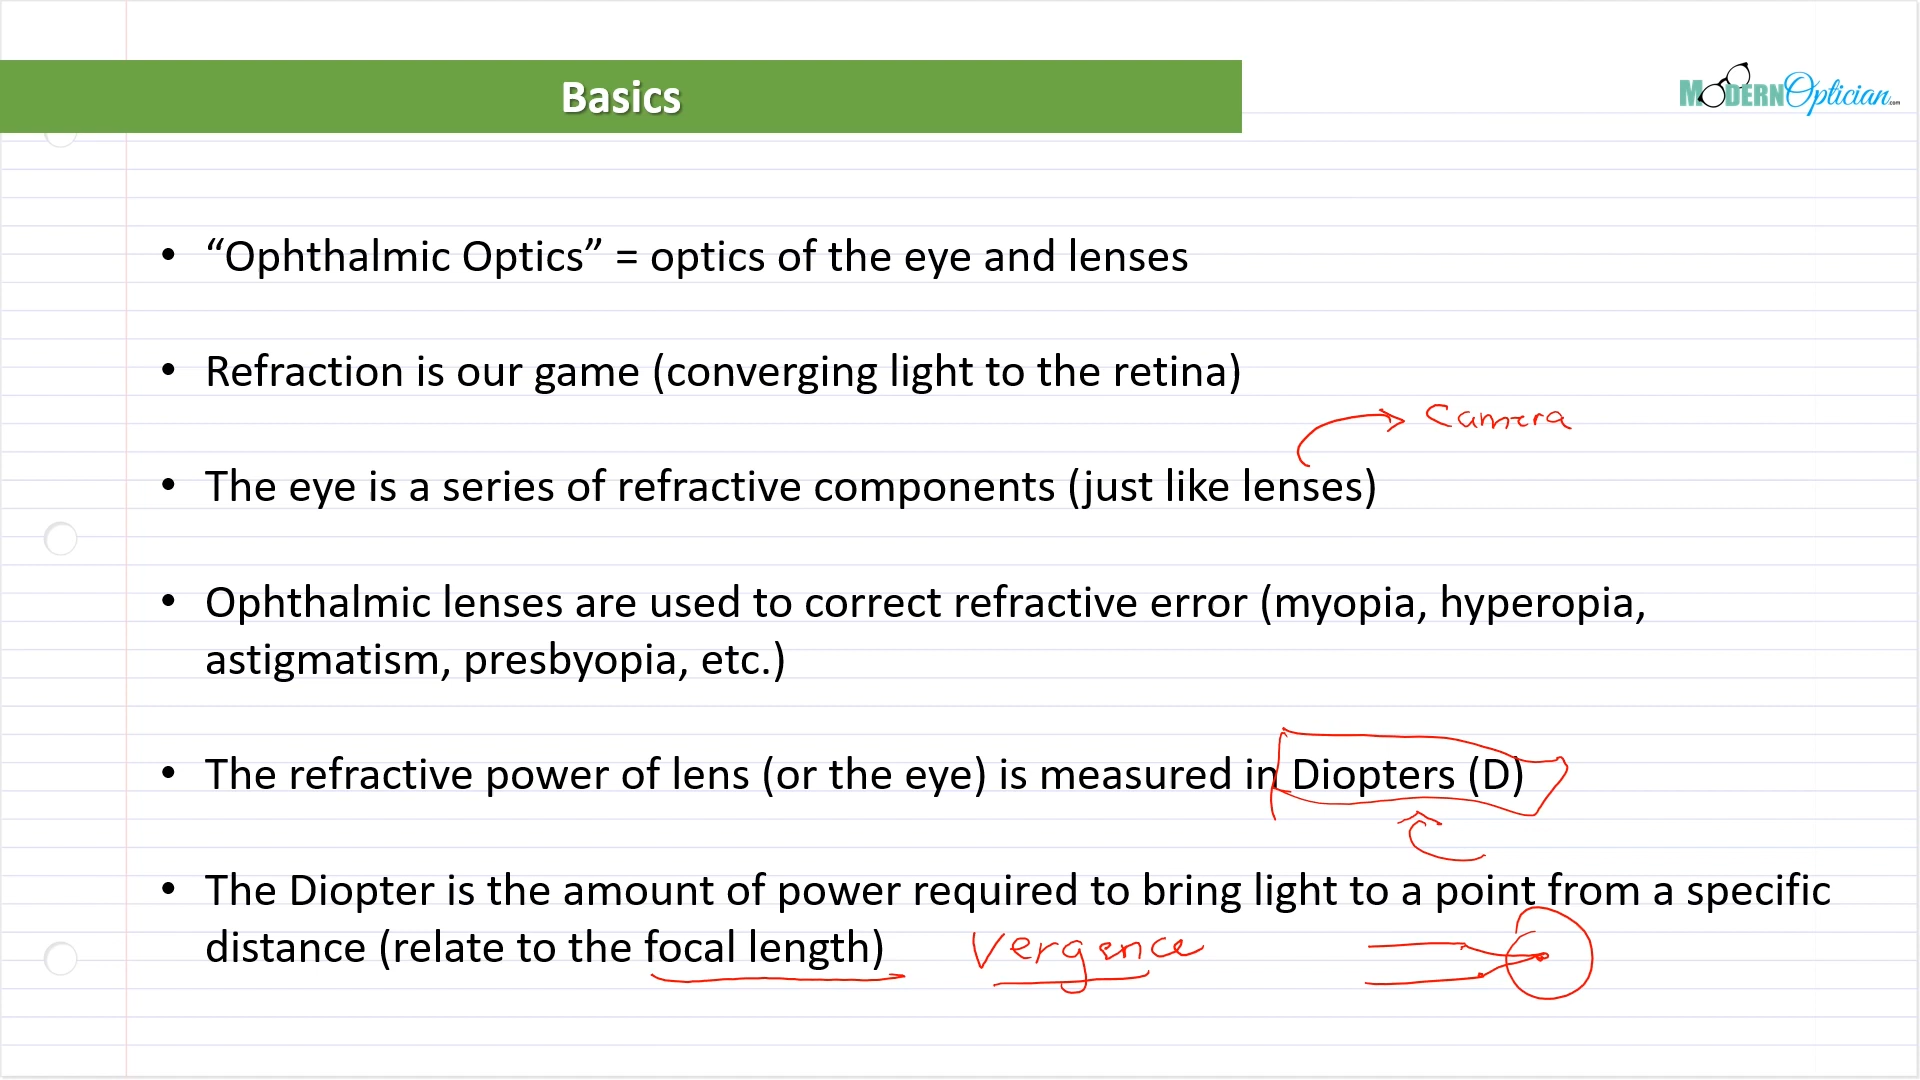 Basics
MODERNOptician.com
• “Ophthalmic Optics” = optics of the eye and lenses
• Refraction is our game (converging light to the retina)
Camera
• The eye is a series of refractive components (just like lenses)
• Ophthalmic lenses are used to correct refractive error (myopia, hyperopia,
astigmatism, presbyopia, etc.)
• The refractive power of lens (or the eye) is measured in Diopters (D)
• The Diopter is the amount of power required to bring light to a point from a specific
distance (relate to the focal length) Vergence